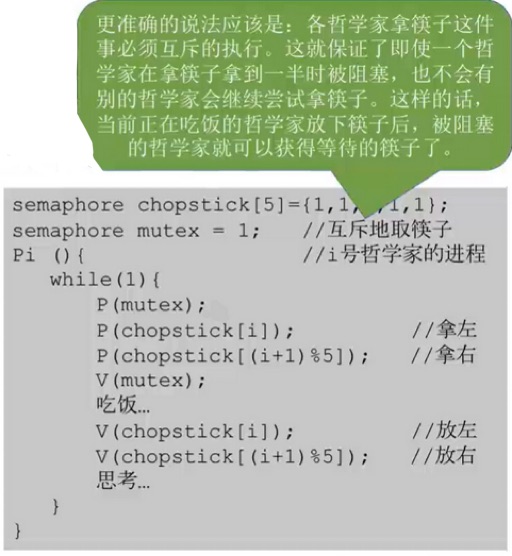 更准确的说法应该是：各哲学家拿筷子这件
事必须互斥的执行。这就保证了即使一个哲
学家在拿筷子拿到一半时被阻塞，也不会有
别的哲学家会继续尝试拿筷子。这样的话，
当前正在吃饭的哲学家放下筷子后，被阻塞
的哲学家就可以获得等待的筷子了。
semaphore chopstick[5]={1,1, ,1,1};
semaphore mutex = 1; //互斥地取筷子
Pi (){ //i号哲学家的进程
while(1){
P(mutex);
P(chopstick[i]); //拿左
P(chopstick[(i+1)%5]); //拿右
V(mutex);
吃饭…
V(chopstick[i]); //放左
V(chopstick[(i+1)%5]); //放右
思考…
}
}